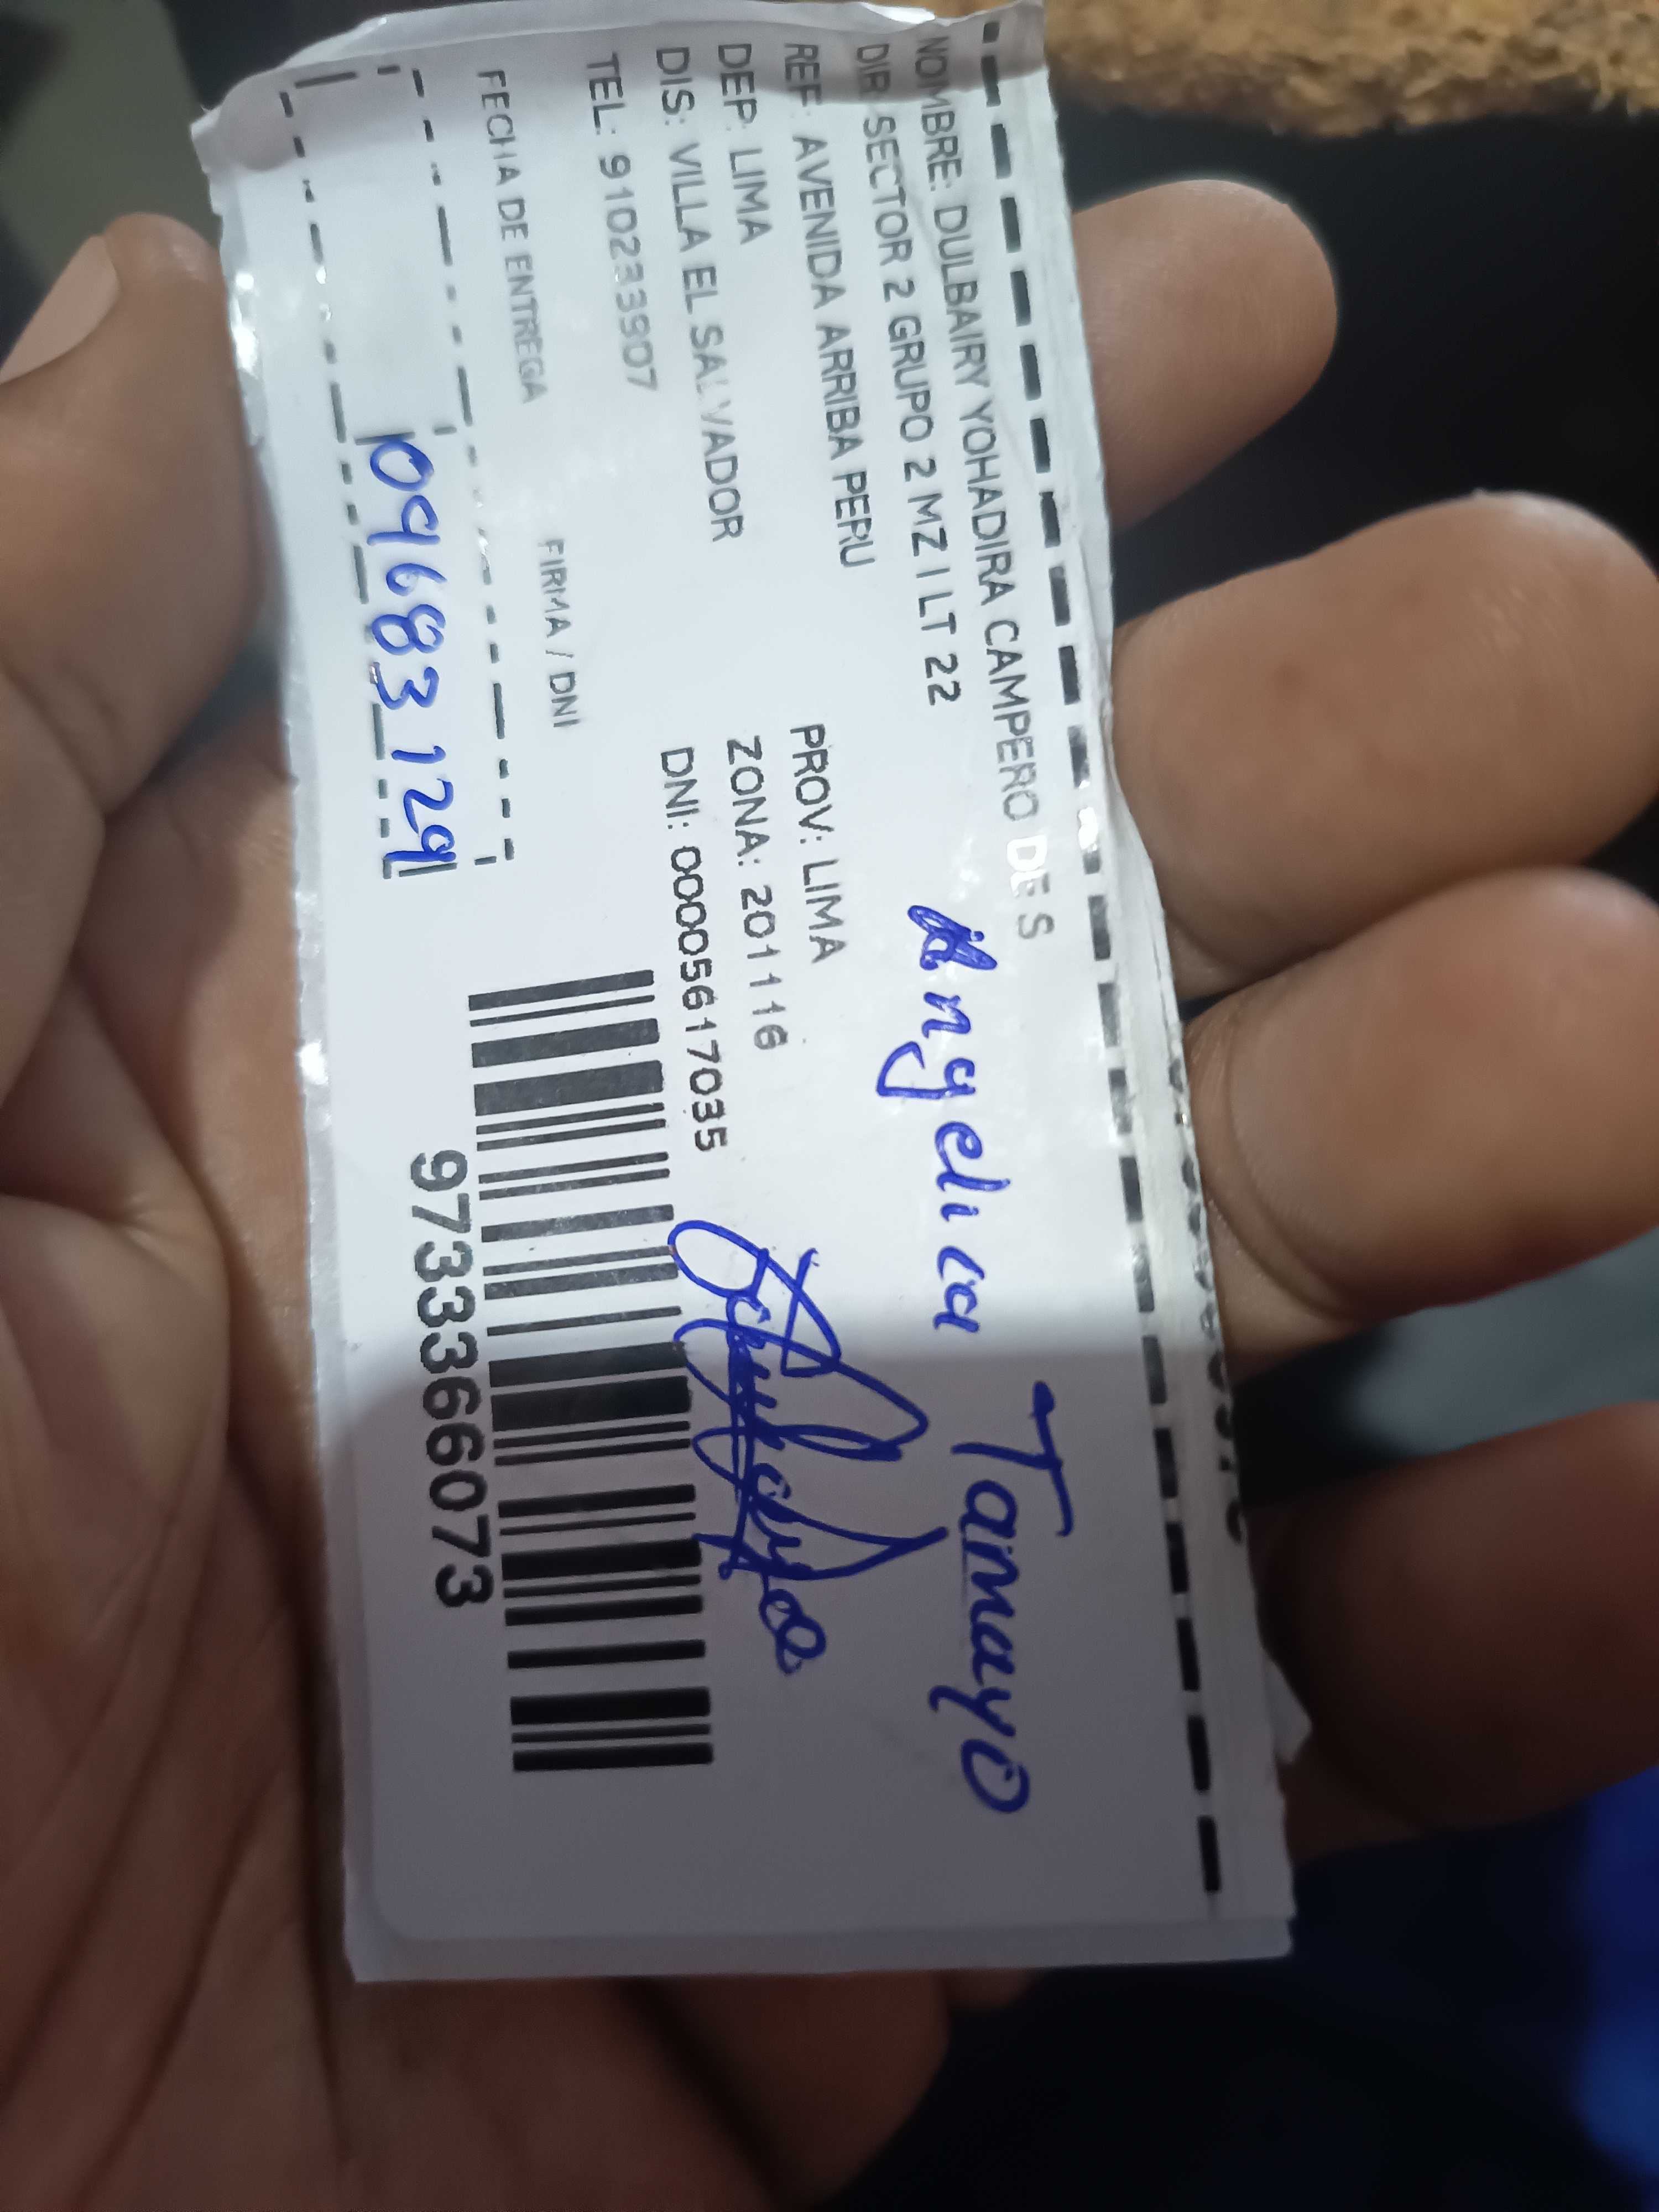 NOMBRE: DULBAIRY YOHADIRA CAMPERO DE S
DIR: SECTOR 2 GRUPO 2 MZ I LT 22
Angelica Tamayo
REF: AVENIDA ARRIBA PERU
DEP: LIMA PROV: LIMA
DIS: VILLA EL SALVADOR ZONA: 201116
TEL: 910233907 DNI: 00005617035
FECHA DE ENTREGA FIRMA / DNI
09683129
973366073